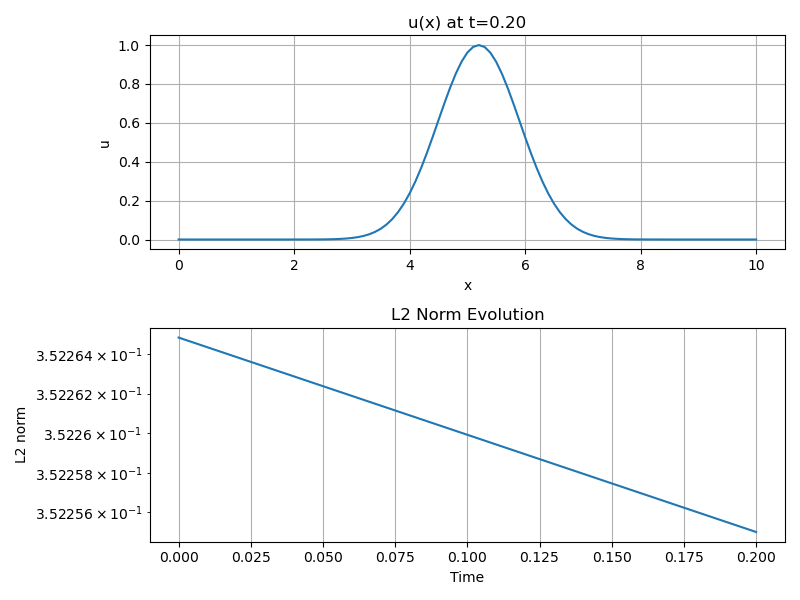 u(x) at t=0.20
1.0
0.8
0.6
0.4
0.2
0.0
u
0 2 4 6 8 10
x
L2 Norm Evolution
3.52264 × 10⁻¹
3.52262 × 10⁻¹
3.5226 × 10⁻¹
3.52258 × 10⁻¹
3.52256 × 10⁻¹
L2 norm
0.000 0.025 0.050 0.075 0.100 0.125 0.150 0.175 0.200
Time